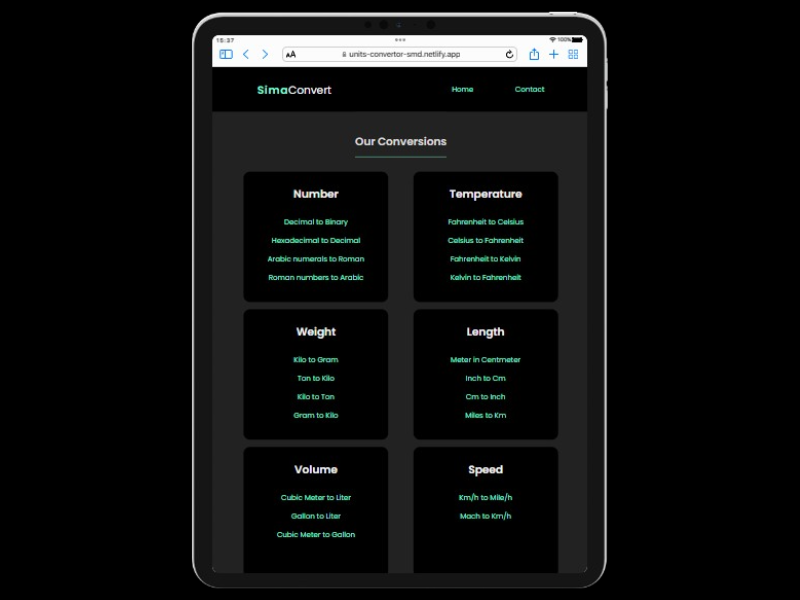 15:37
100%
AA
units-convertor-smd.netlify.app
SimaConvert
Home
Contact
Our Conversions
Number
Decimal to Binary
Hexadecimal to Decimal
Arabic numerals to Roman
Roman numbers to Arabic
Temperature
Fahrenheit to Celsius
Celsius to Fahrenheit
Fahrenheit to Kelvin
Kelvin to Fahrenheit
Weight
Kilo to Gram
Ton to Kilo
Kilo to Ton
Gram to Kilo
Length
Meter in Centmeter
Inch to Cm
Cm to Inch
Miles to Km
Volume
Cubic Meter to Liter
Gallon to Liter
Cubic Meter to Gallon
Speed
Km/h to Mile/h
Mach to Km/h